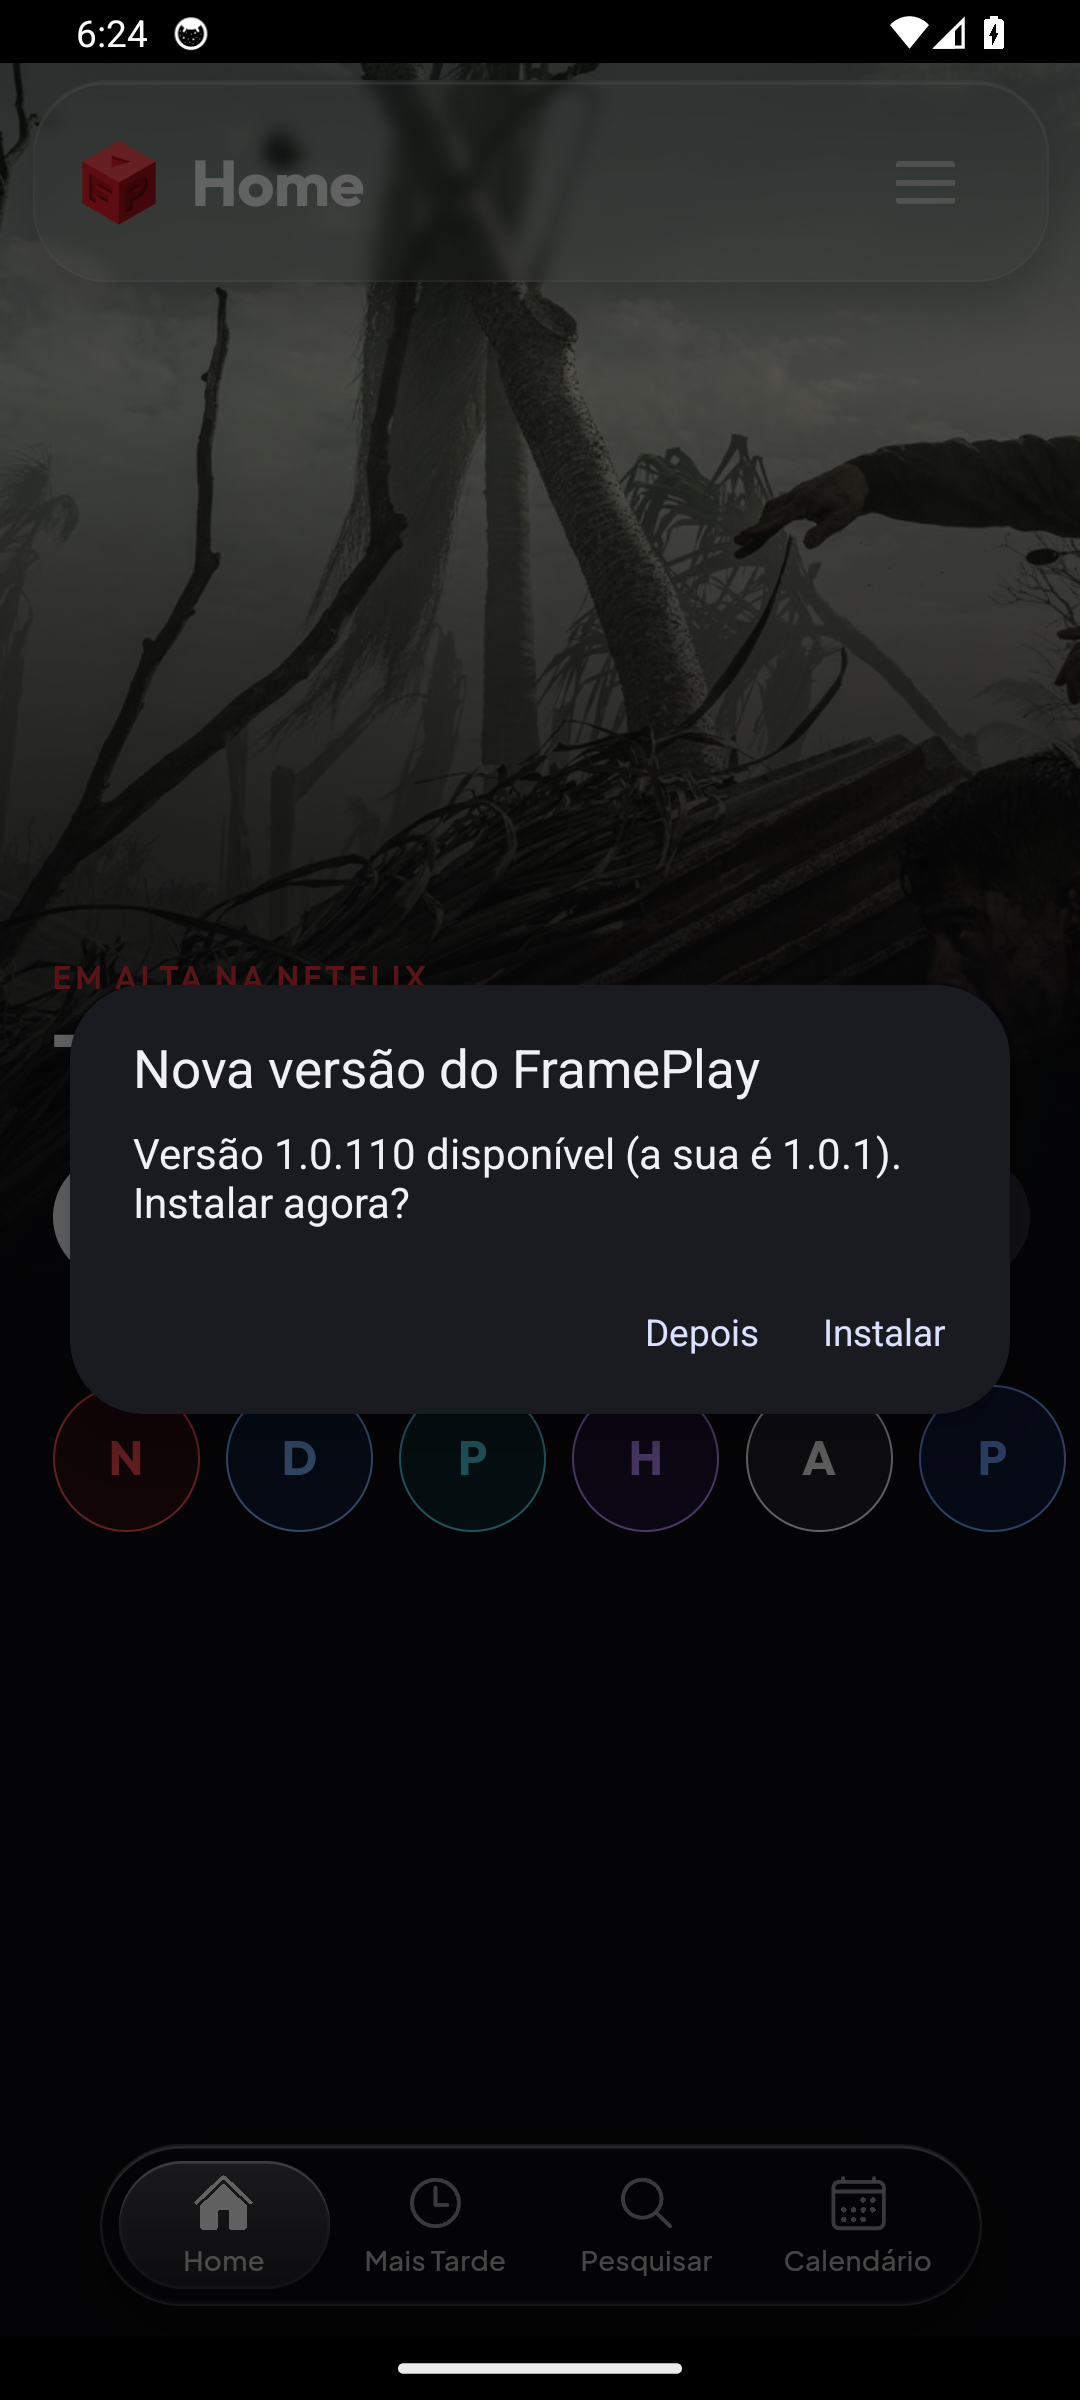 6:24
Home
EM ALTA NA NETFLIX
Nova versão do FramePlay
Versão 1.0.110 disponível (a sua é 1.0.1).
Instalar agora?
Depois Instalar
N D P H A P
Home Mais Tarde Pesquisar Calendário